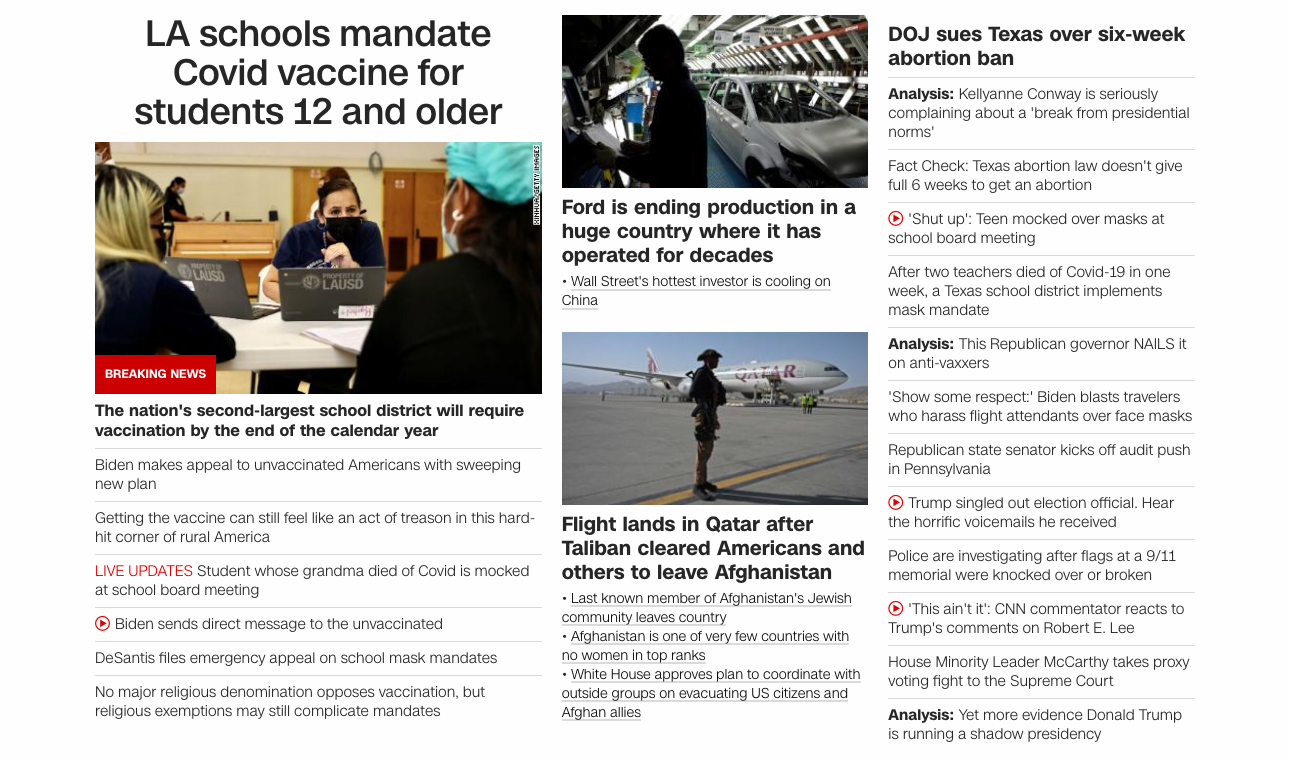 LA schools mandate
Covid vaccine for
students 12 and older
XINHUA/GETTY IMAGES
PROPERTY OF
LAUSD
PROPERTY OF
LAUSD
BREAKING NEWS
The nation's second-largest school district will require
vaccination by the end of the calendar year
Biden makes appeal to unvaccinated Americans with sweeping
new plan
Getting the vaccine can still feel like an act of treason in this hard-
hit corner of rural America
LIVE UPDATES Student whose grandma died of Covid is mocked
at school board meeting
Biden sends direct message to the unvaccinated
DeSantis files emergency appeal on school mask mandates
No major religious denomination opposes vaccination, but
religious exemptions may still complicate mandates
Ford is ending production in a
huge country where it has
operated for decades
• Wall Street's hottest investor is cooling on
China
QATAR
Flight lands in Qatar after
Taliban cleared Americans and
others to leave Afghanistan
• Last known member of Afghanistan's Jewish
community leaves country
• Afghanistan is one of very few countries with
no women in top ranks
• White House approves plan to coordinate with
outside groups on evacuating US citizens and
Afghan allies
DOJ sues Texas over six-week
abortion ban
Analysis: Kellyanne Conway is seriously
complaining about a 'break from presidential
norms'
Fact Check: Texas abortion law doesn't give
full 6 weeks to get an abortion
'Shut up': Teen mocked over masks at
school board meeting
After two teachers died of Covid-19 in one
week, a Texas school district implements
mask mandate
Analysis: This Republican governor NAILS it
on anti-vaxxers
'Show some respect:' Biden blasts travelers
who harass flight attendants over face masks
Republican state senator kicks off audit push
in Pennsylvania
Trump singled out election official. Hear
the horrific voicemails he received
Police are investigating after flags at a 9/11
memorial were knocked over or broken
'This ain't it': CNN commentator reacts to
Trump's comments on Robert E. Lee
House Minority Leader McCarthy takes proxy
voting fight to the Supreme Court
Analysis: Yet more evidence Donald Trump
is running a shadow presidency